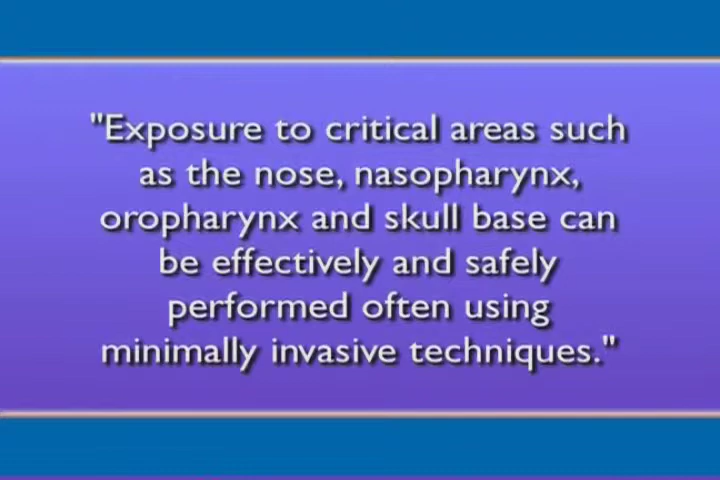 "Exposure to critical areas such
as the nose, nasopharynx,
oropharynx and skull base can
be effectively and safely
performed often using
minimally invasive techniques."